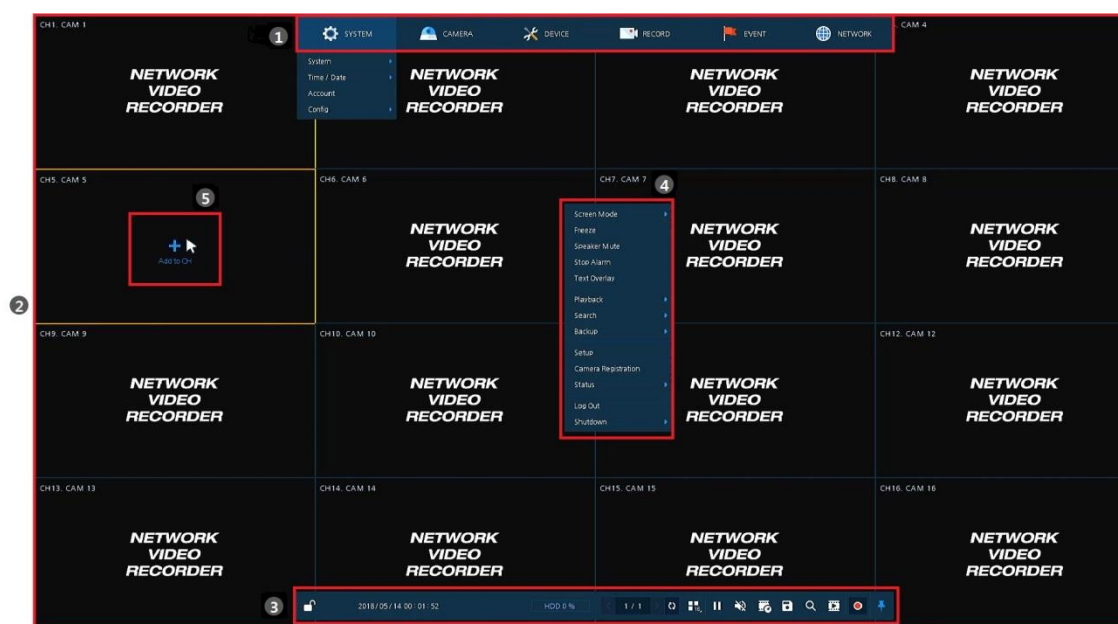 CH1. CAM 1
1
SYSTEM
CAMERA
DEVICE
RECORD
EVENT
NETWORK
CAM 4
System
Time / Date
Account
Config
NETWORK
VIDEO
RECORDER
NETWORK
VIDEO
RECORDER
NETWORK
VIDEO
RECORDER
NETWORK
VIDEO
RECORDER
CH5. CAM 5
5
Add to CH
CH6. CAM 6
NETWORK
VIDEO
RECORDER
CH7. CAM 7
4
NETWORK
VIDEO
RECORDER
CH8. CAM 8
NETWORK
VIDEO
RECORDER
Screen Mode
Freeze
Speaker Mute
Stop Alarm
Text Overlay
Playback
Search
Backup
Setup
Camera Registration
Status
Log Out
Shutdown
2
CH9. CAM 9
NETWORK
VIDEO
RECORDER
CH10. CAM 10
NETWORK
VIDEO
RECORDER
NETWORK
VIDEO
RECORDER
CH12. CAM 12
NETWORK
VIDEO
RECORDER
CH13. CAM 13
NETWORK
VIDEO
RECORDER
CH14. CAM 14
NETWORK
VIDEO
RECORDER
CH15. CAM 15
NETWORK
VIDEO
RECORDER
CH16. CAM 16
NETWORK
VIDEO
RECORDER
3
2018/05/14 00:01:52
HDD 0 %
1 / 1